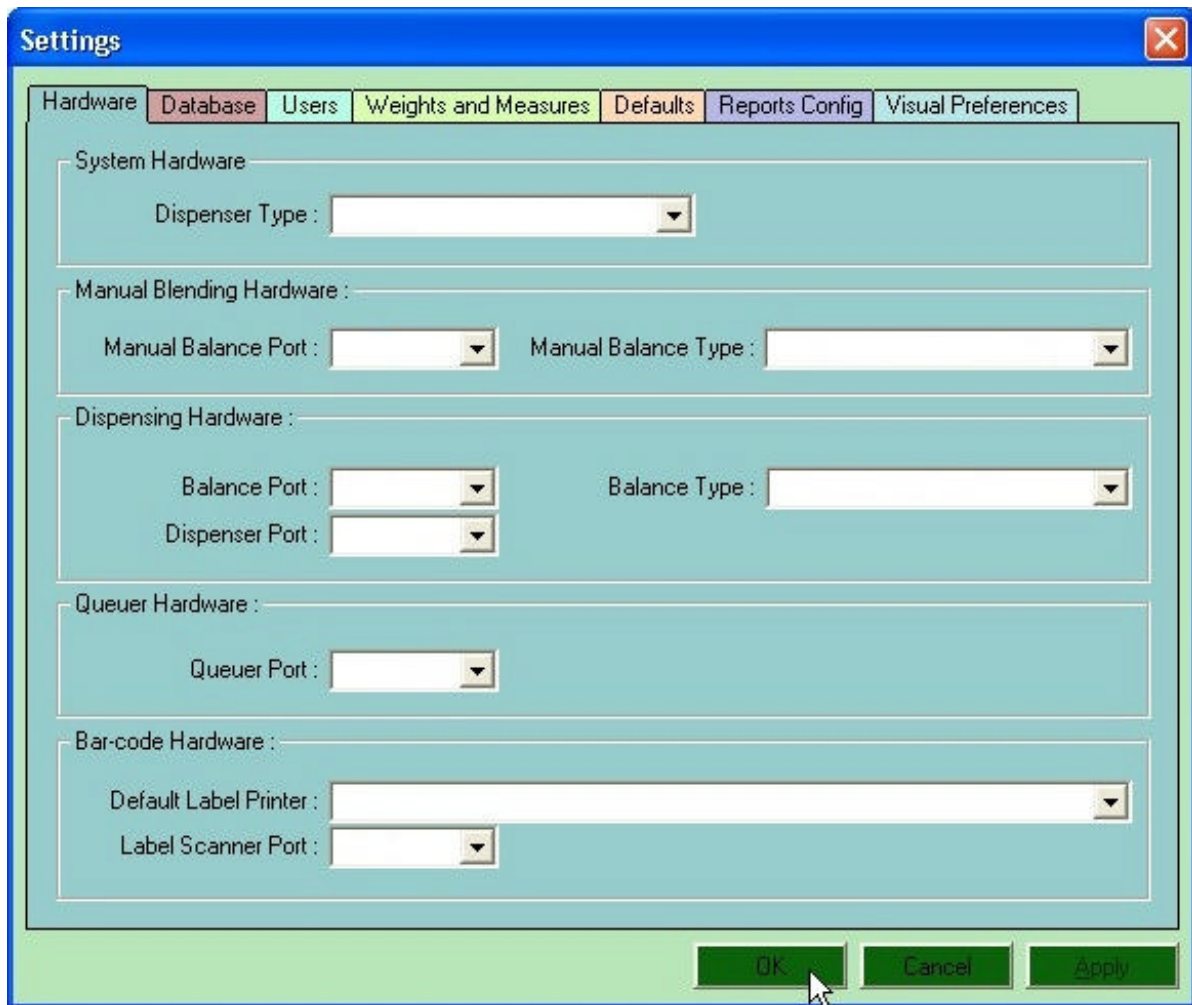 Settings
Hardware Database Users Weights and Measures Defaults Reports Config Visual Preferences
System Hardware
Dispenser Type :
Manual Blending Hardware :
Manual Balance Port : Manual Balance Type :
Dispensing Hardware :
Balance Port : Balance Type :
Dispenser Port :
Queuer Hardware :
Queuer Port :
Bar-code Hardware :
Default Label Printer :
Label Scanner Port :
OK Cancel Apply